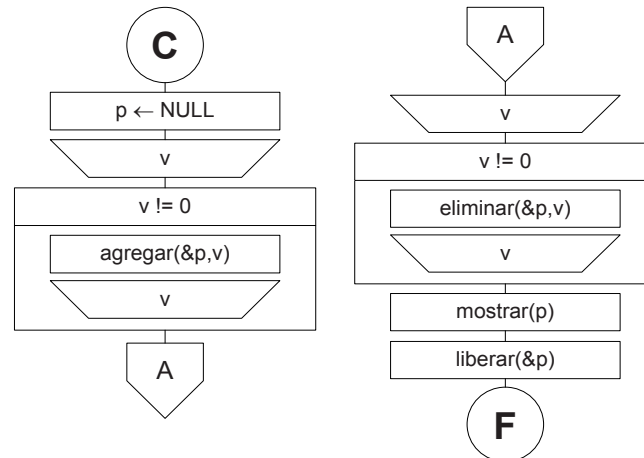 C
p ← NULL
v
v != 0
agregar(&p,v)
v
A
A
v
v != 0
eliminar(&p,v)
v
mostrar(p)
liberar(&p)
F